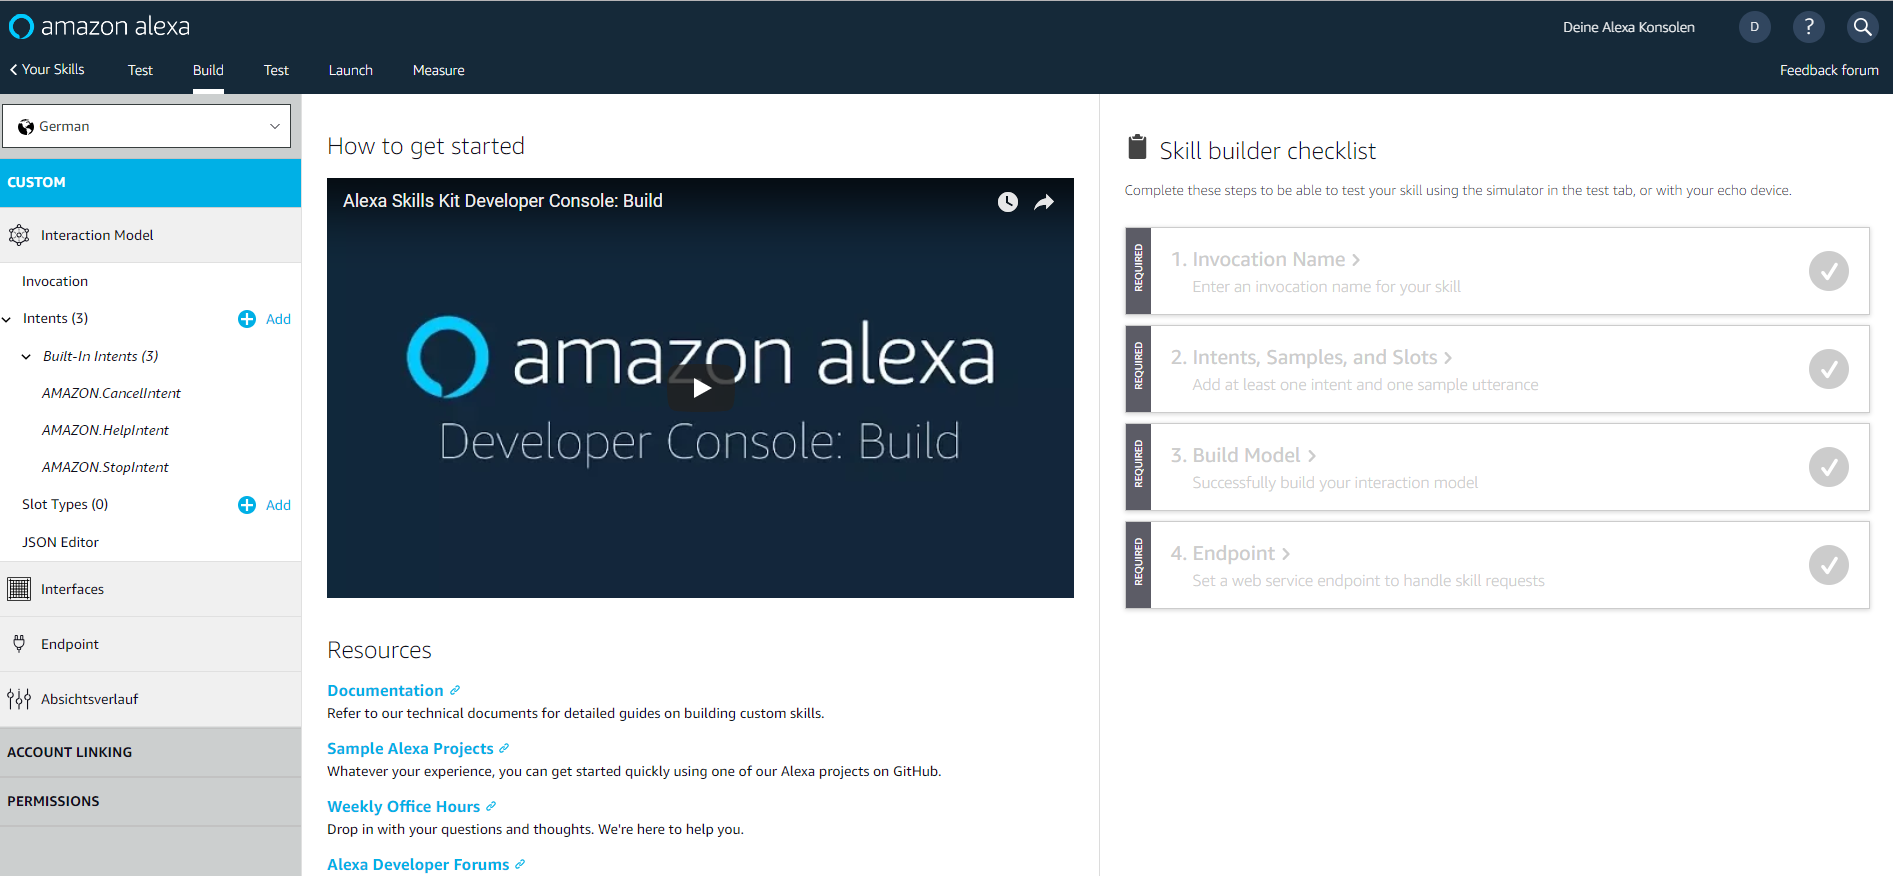 amazon alexa
Deine Alexa Konsolen
D
?
Your Skills
Test
Build
Test
Launch
Measure
Feedback forum
German
CUSTOM
Interaction Model
Invocation
Intents (3)
Add
Built-In Intents (3)
AMAZON.CancelIntent
AMAZON.HelpIntent
AMAZON.StopIntent
Slot Types (0)
Add
JSON Editor
Interfaces
Endpoint
Absichtsverlauf
ACCOUNT LINKING
PERMISSIONS
How to get started
Alexa Skills Kit Developer Console: Build
amazon alexa
Developer Console: Build
Resources
Documentation
Refer to our technical documents for detailed guides on building custom skills.
Sample Alexa Projects
Whatever your experience, you can get started quickly using one of our Alexa projects on GitHub.
Weekly Office Hours
Drop in with your questions and thoughts. We're here to help you.
Alexa Developer Forums
Skill builder checklist
Complete these steps to be able to test your skill using the simulator in the test tab, or with your echo device.
REQUIRED
1. Invocation Name
Enter an invocation name for your skill
REQUIRED
2. Intents, Samples, and Slots
Add at least one intent and one sample utterance
REQUIRED
3. Build Model
Successfully build your interaction model
REQUIRED
4. Endpoint
Set a web service endpoint to handle skill requests